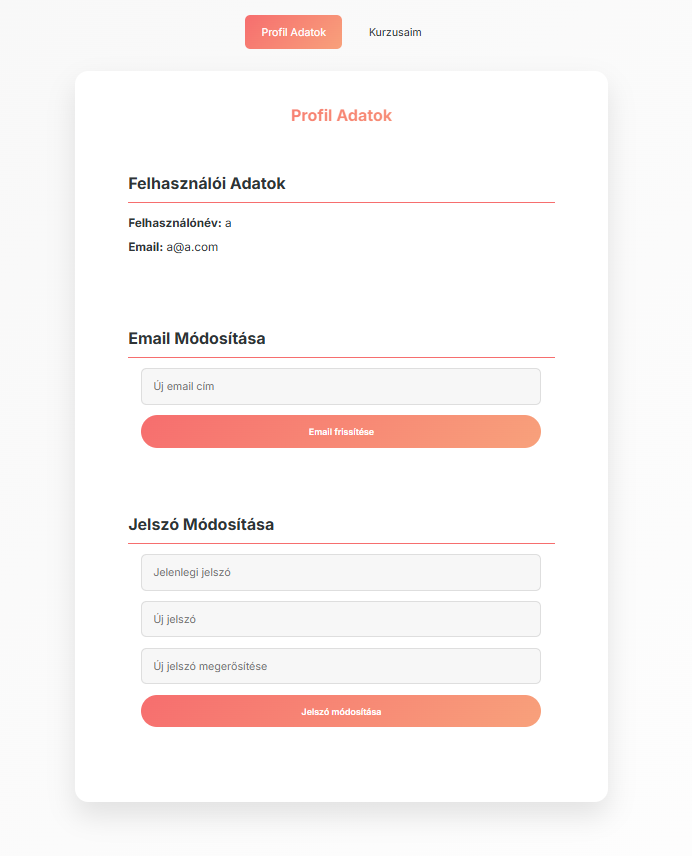 Profil Adatok Kurzusaim
Profil Adatok
Felhasználói Adatok
Felhasználónév: a
Email: a@a.com
Email Módosítása
Új email cím
Email frissítése
Jelszó Módosítása
Jelenlegi jelszó
Új jelszó
Új jelszó megerősítése
Jelszó módosítása